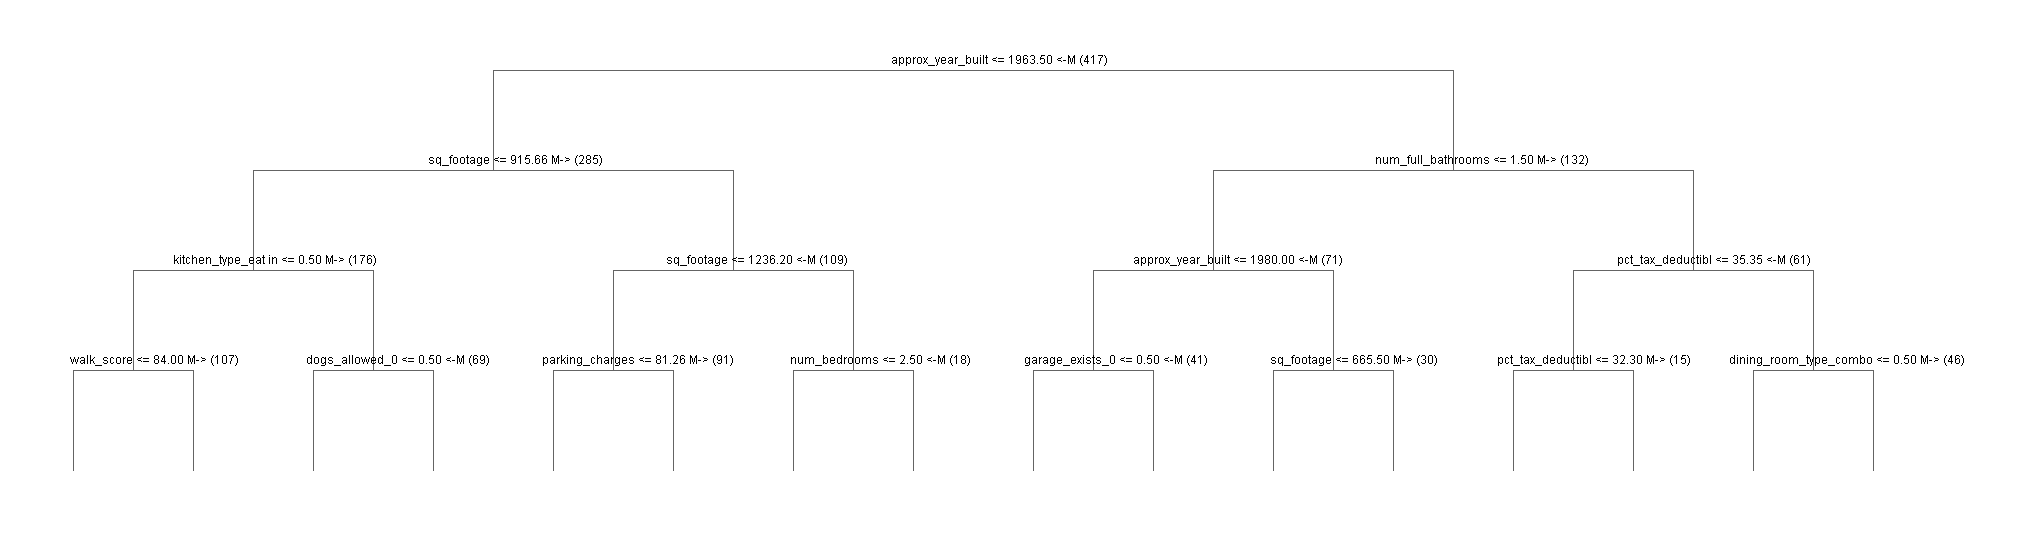 approx_year_built <= 1963.50 <-M (417)
sq_footage <= 915.66 M-> (285)
num_full_bathrooms <= 1.50 M-> (132)
kitchen_type_eat in <= 0.50 M-> (176)
sq_footage <= 1236.20 <-M (109)
approx_year_built <= 1980.00 <-M (71)
pct_tax_deductibl <= 35.35 <-M (61)
walk_score <= 84.00 M-> (107)
dogs_allowed_0 <= 0.50 <-M (69)
parking_charges <= 81.26 M-> (91)
num_bedrooms <= 2.50 <-M (18)
garage_exists_0 <= 0.50 <-M (41)
sq_footage <= 665.50 M-> (30)
pct_tax_deductibl <= 32.30 M-> (15)
dining_room_type_combo <= 0.50 M-> (46)